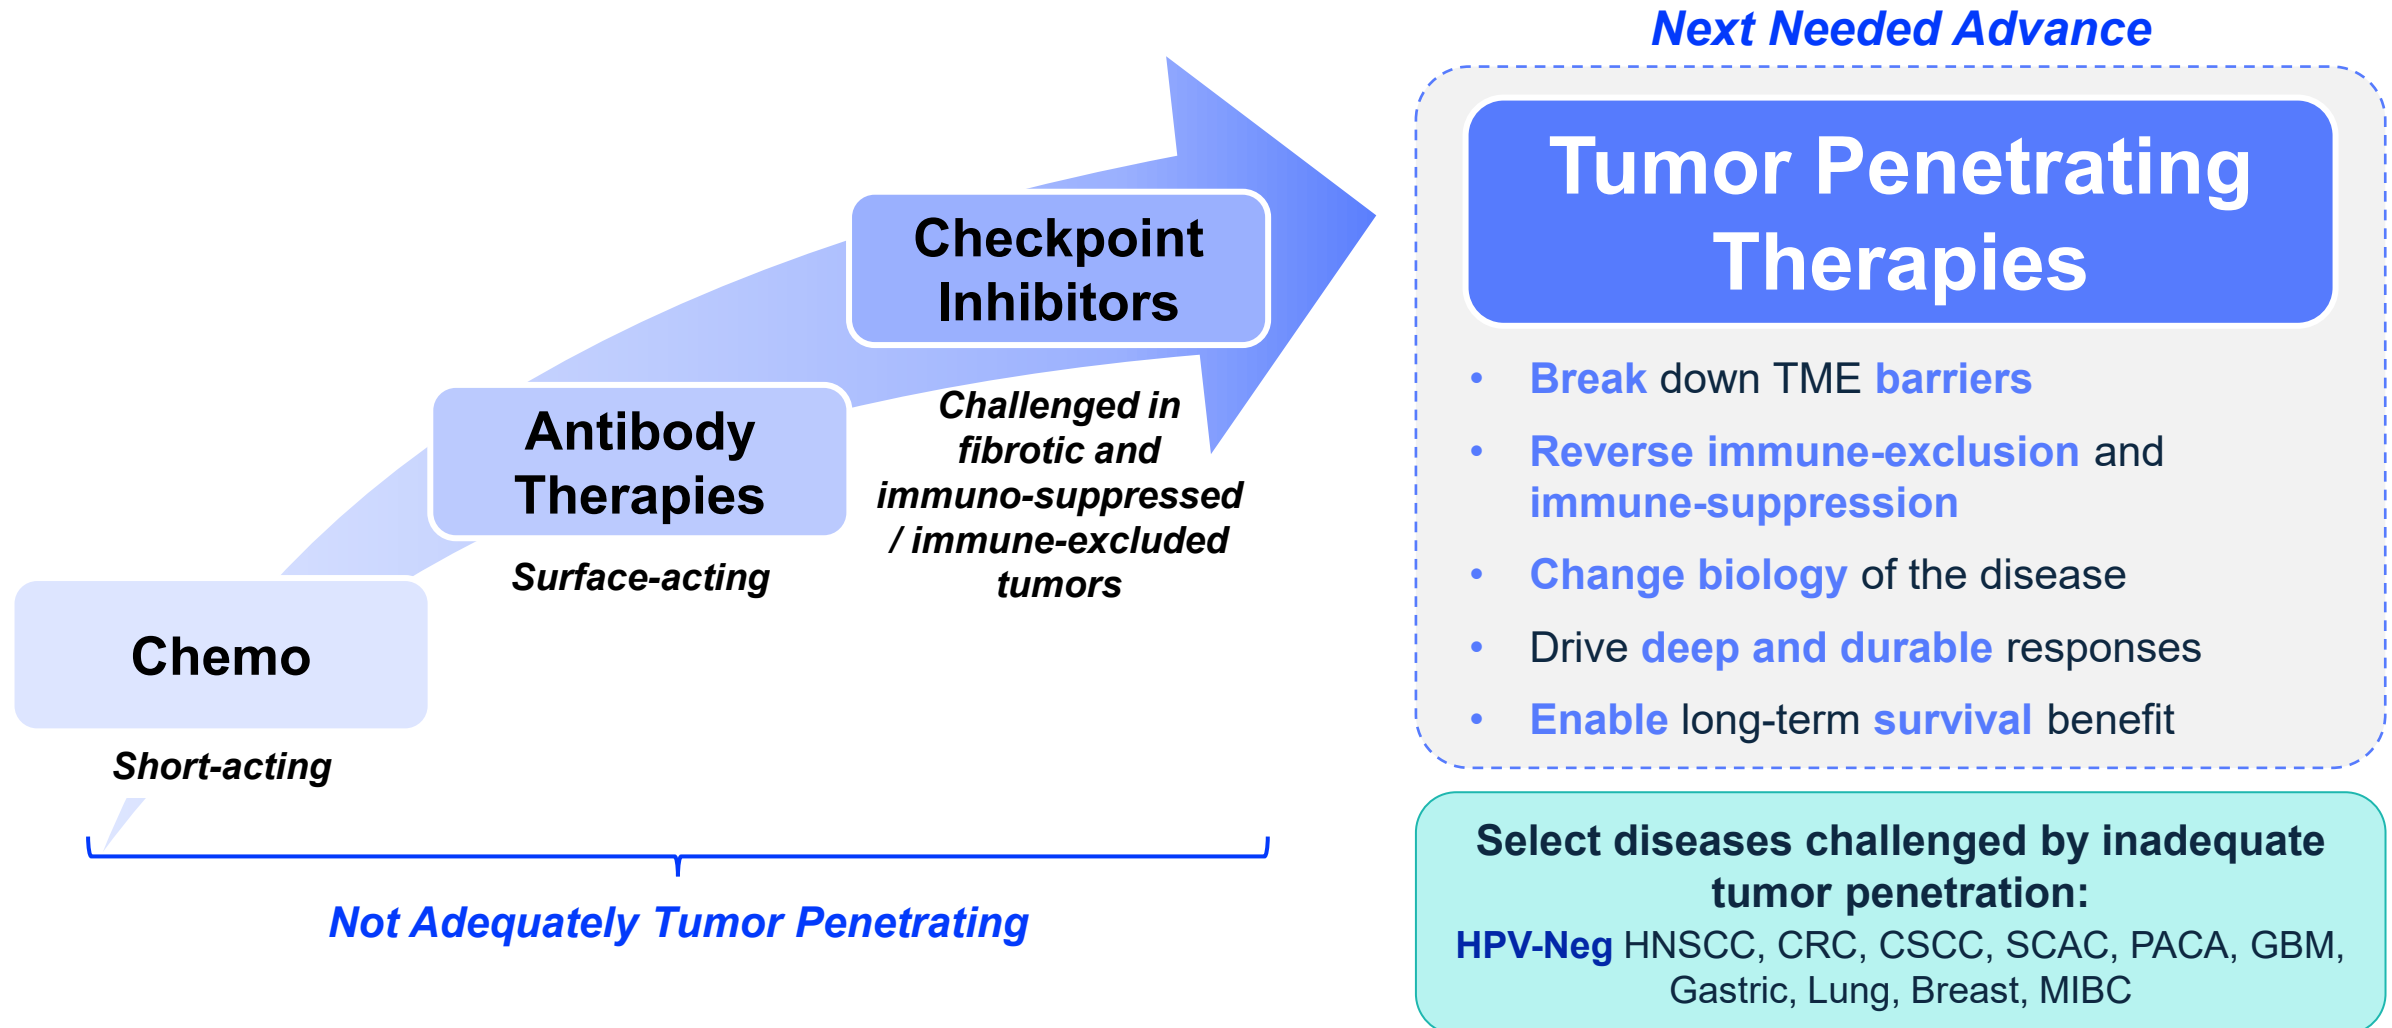 Next Needed Advance
Tumor Penetrating
Therapies
• Break down TME barriers
• Reverse immune-exclusion and
immune-suppression
• Change biology of the disease
• Drive deep and durable responses
• Enable long-term survival benefit
Checkpoint
Inhibitors
Challenged in
fibrotic and
immuno-suppressed
/ immune-excluded
tumors
Antibody
Therapies
Surface-acting
Chemo
Short-acting
Not Adequately Tumor Penetrating
Select diseases challenged by inadequate
tumor penetration:
HPV-Neg HNSCC, CRC, CSCC, SCAC, PACA, GBM,
Gastric, Lung, Breast, MIBC